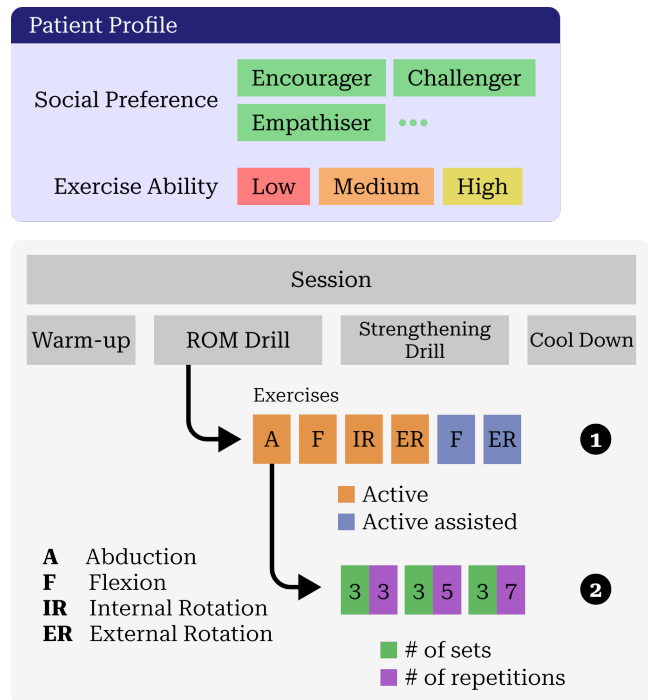 Patient Profile
Social Preference
Encourager Challenger
Empathiser •••
Exercise Ability Low Medium High
Session
Warm-up ROM Drill Strengthening Drill Cool Down
Exercises
A F IR ER F ER 1
Active
Active assisted
A Abduction
F Flexion
IR Internal Rotation
ER External Rotation
3 3 3 5 3 7 2
# of sets
# of repetitions